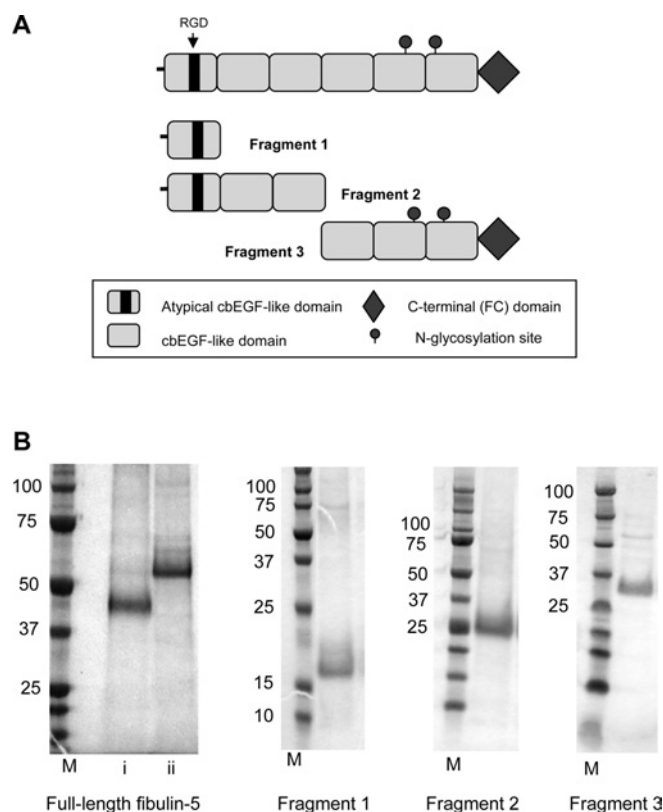 A
RGD
Fragment 1
Fragment 2
Fragment 3
Atypical cbEGF-like domain
C-terminal (FC) domain
cbEGF-like domain
N-glycosylation site
B
100
75
50
37
25
M i ii
Full-length fibulin-5
100
75
50
37
25
15
10
M
Fragment 1
100
75
50
37
25
M
Fragment 2
100
75
50
37
25
M
Fragment 3